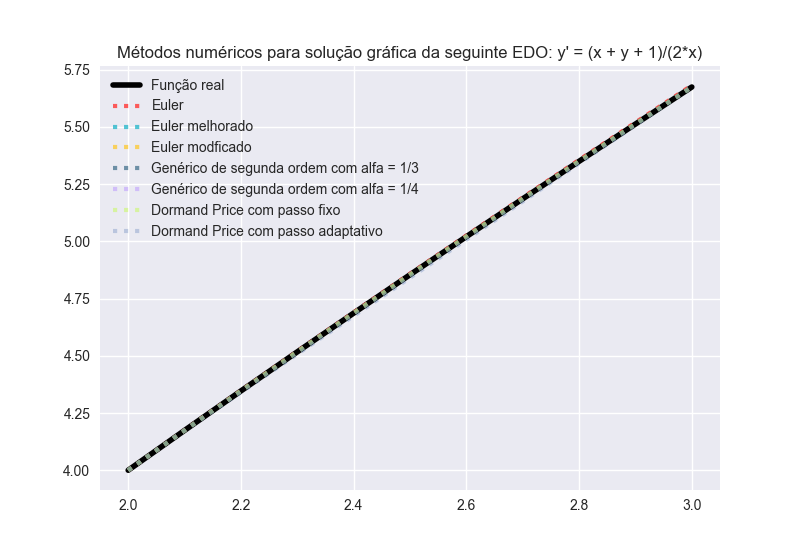 Métodos numéricos para solução gráfica da seguinte EDO: y' = (x + y + 1)/(2*x)
5.75
5.50
5.25
5.00
4.75
4.50
4.25
4.00
Função real
Euler
Euler melhorado
Euler modficado
Genérico de segunda ordem com alfa = 1/3
Genérico de segunda ordem com alfa = 1/4
Dormand Price com passo fixo
Dormand Price com passo adaptativo
2.0 2.2 2.4 2.6 2.8 3.0